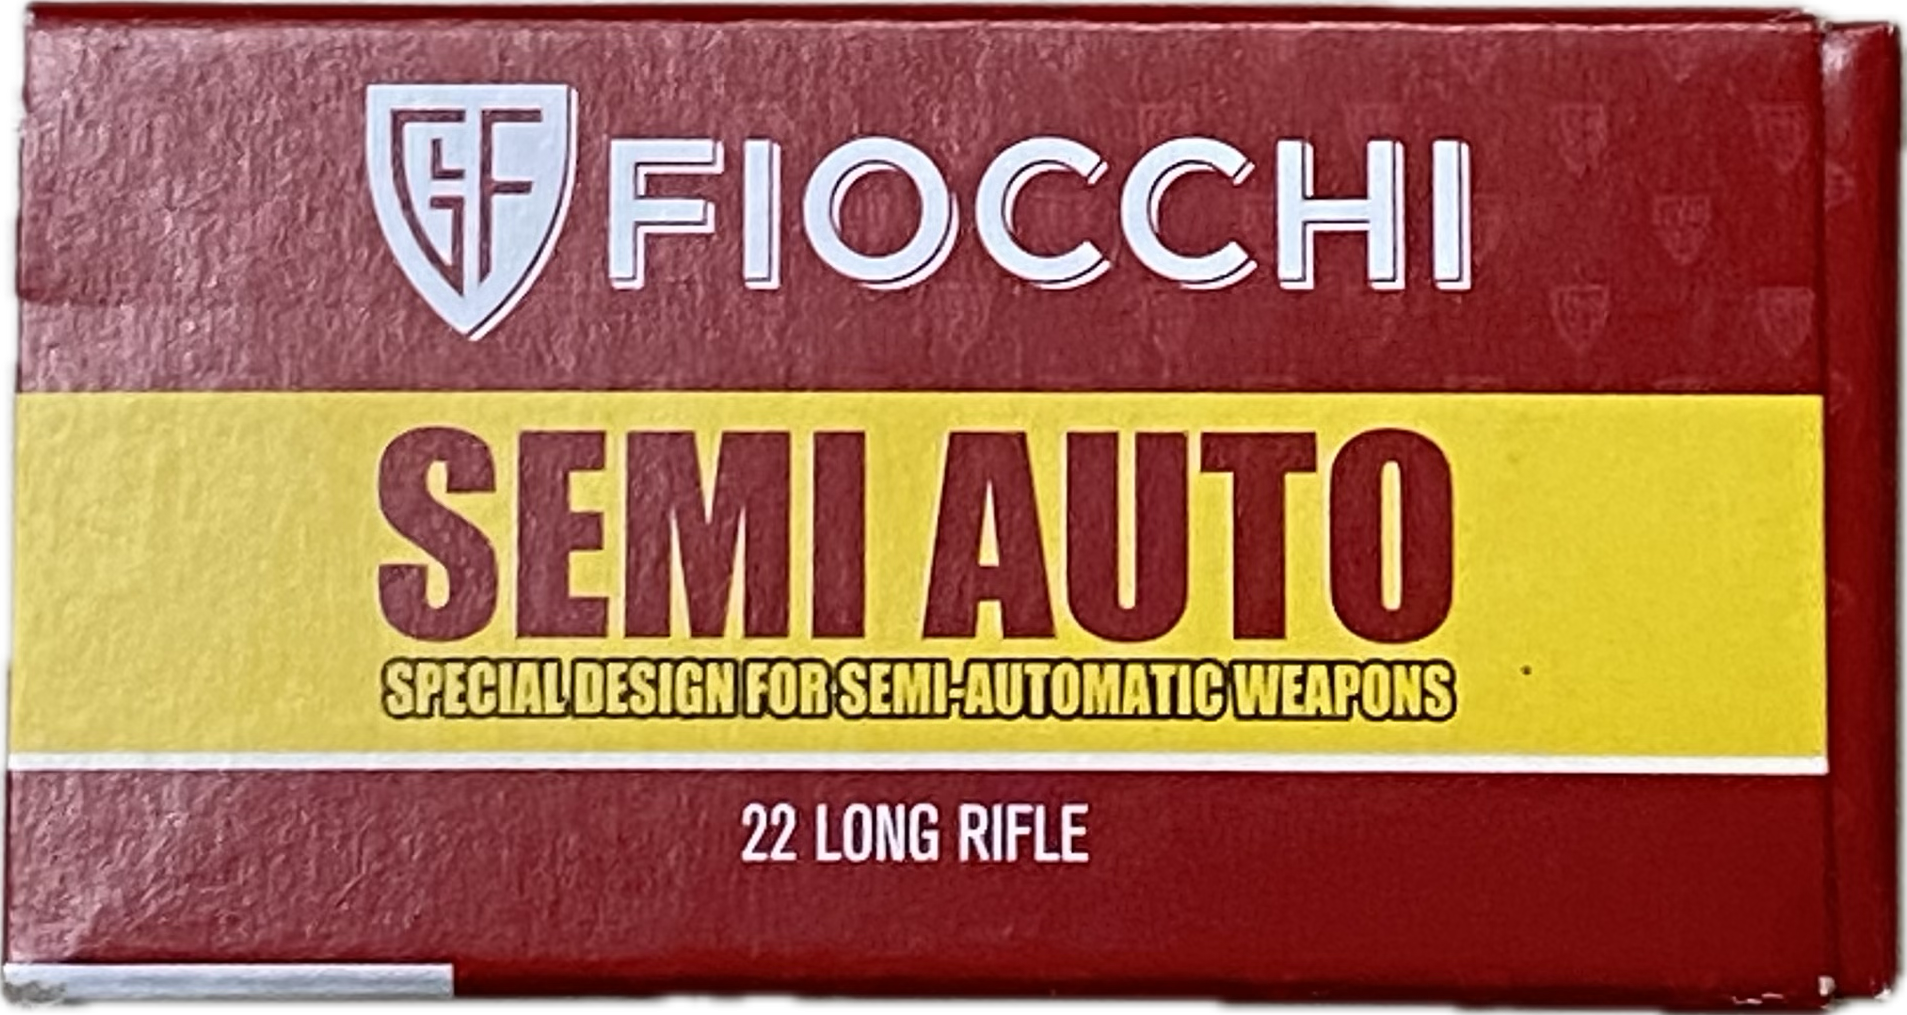 GF FIOCCHI
SEMI AUTO
SPECIAL DESIGN FOR SEMI-AUTOMATIC WEAPONS
22 LONG RIFLE